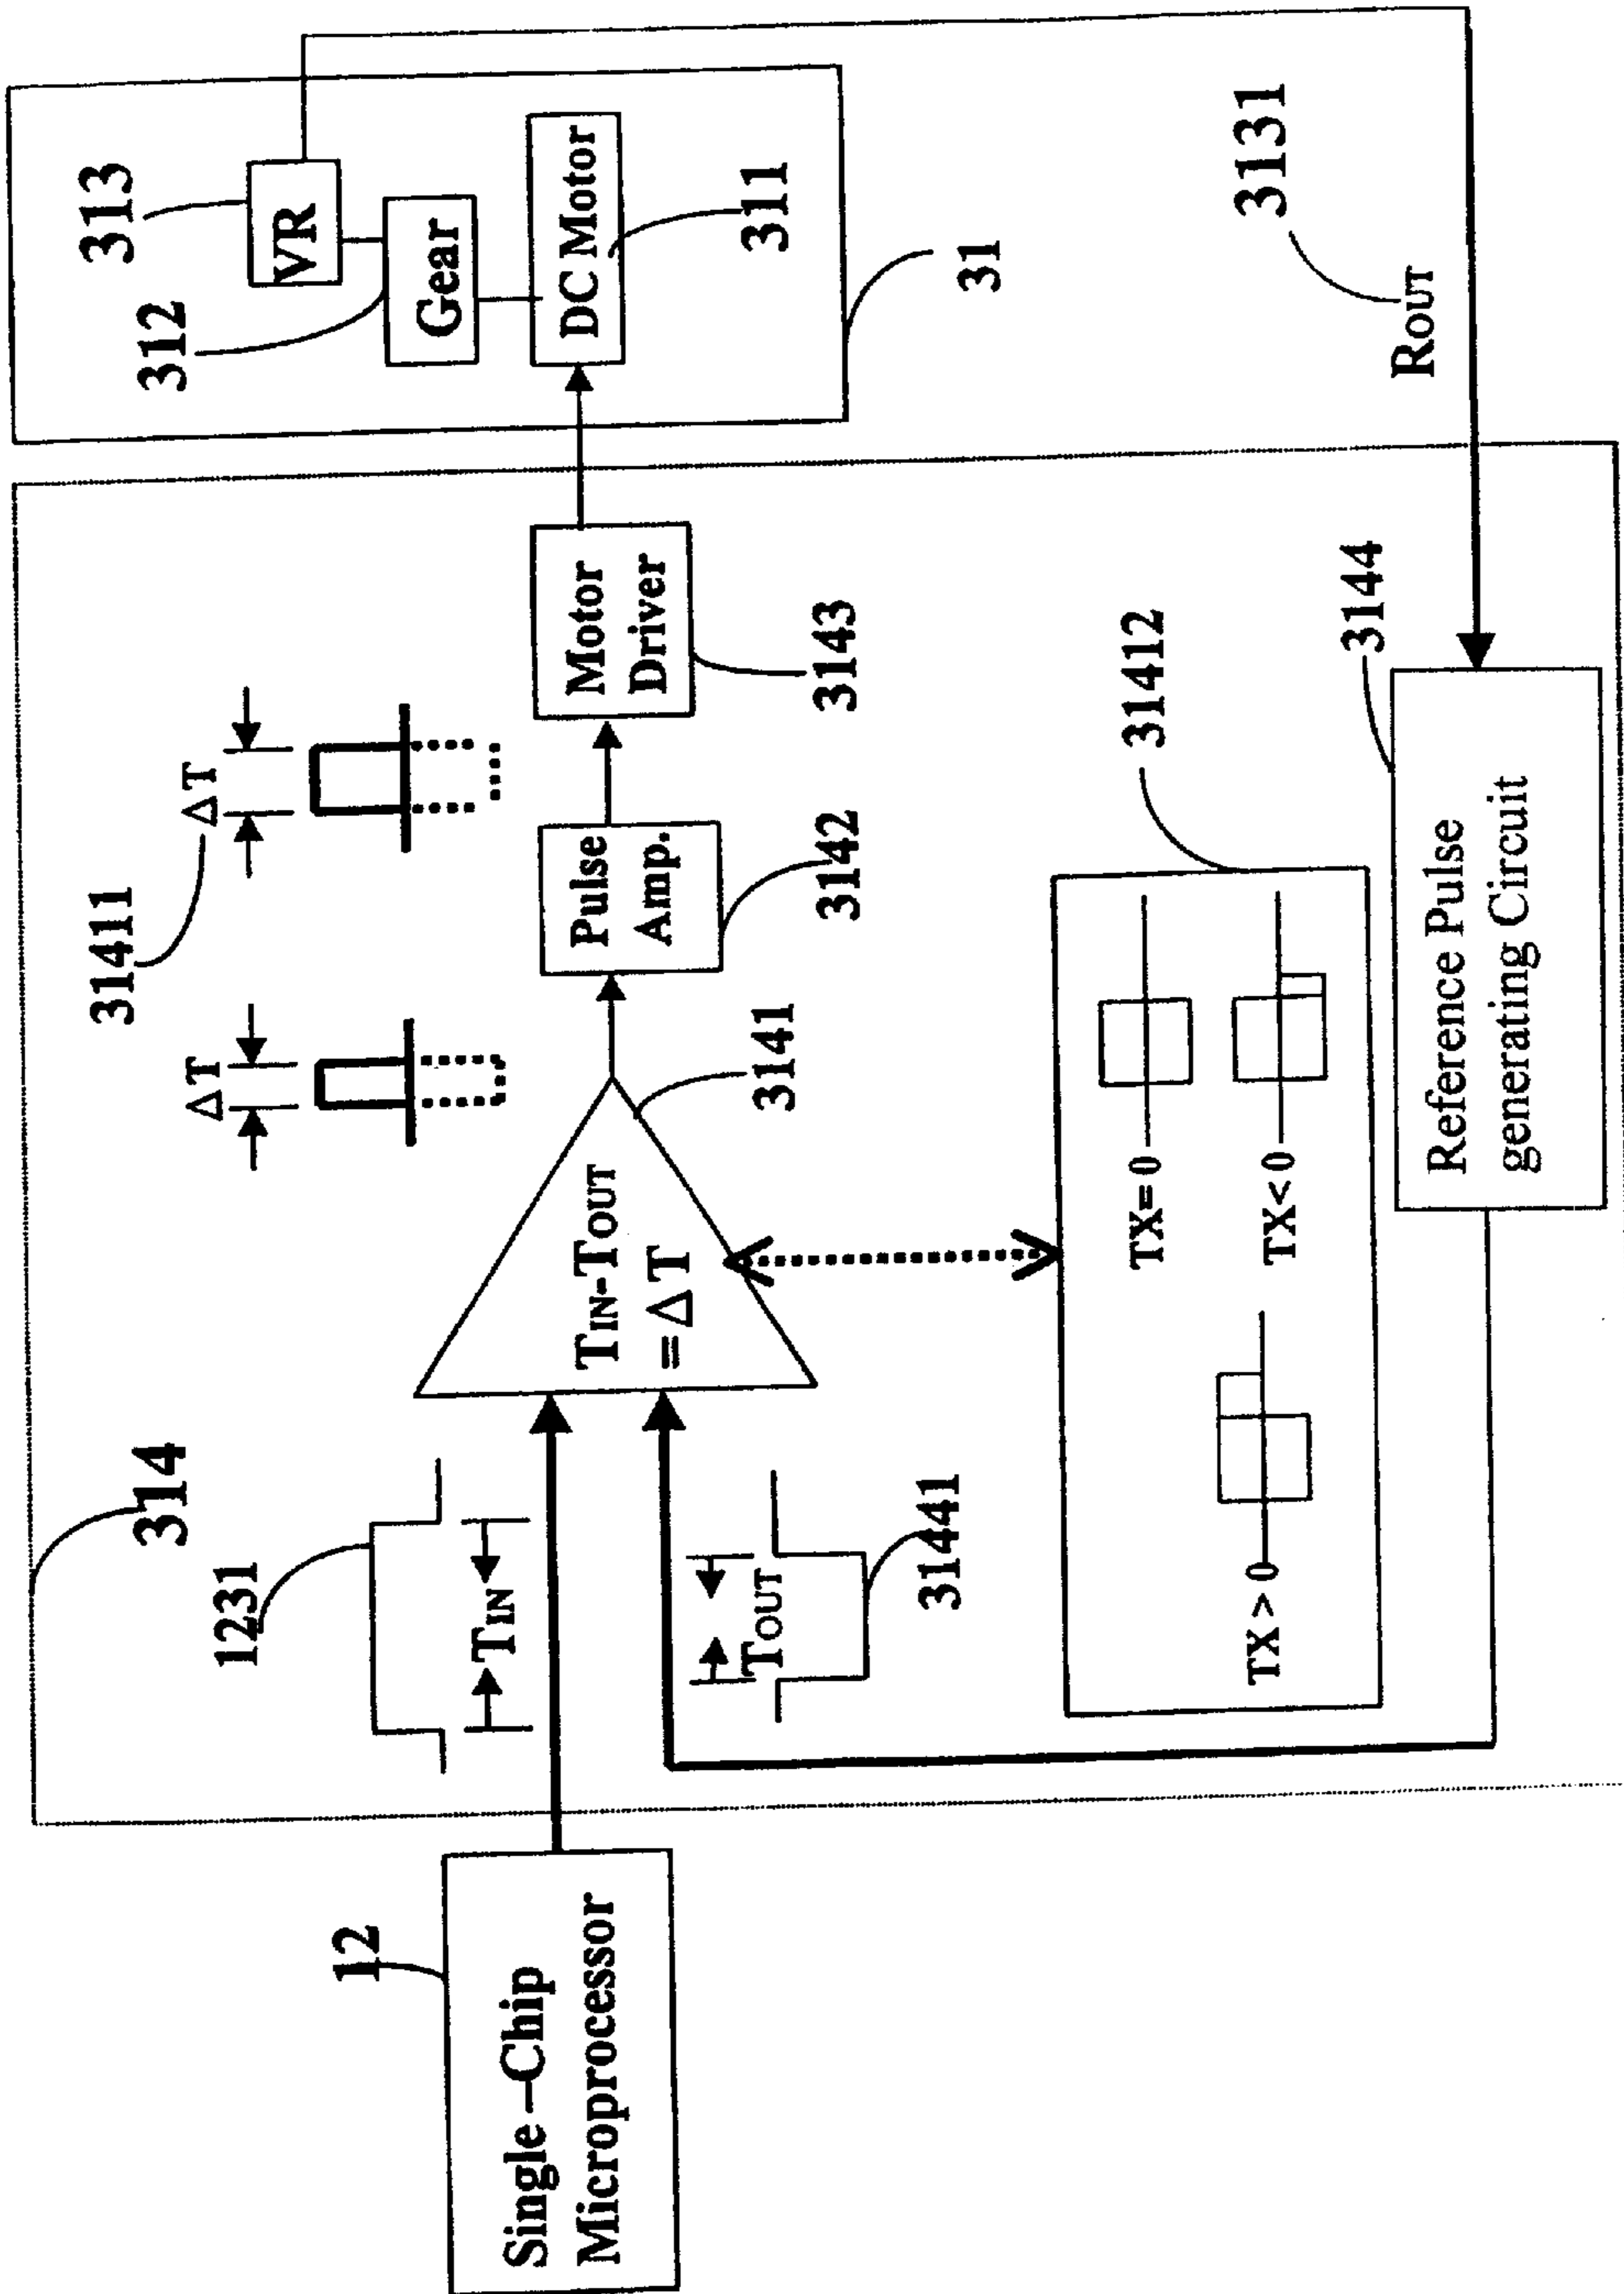 314
1231
TIN
12
Single-Chip
Microprocessor
TOUT
31441
TIN-TOUT
=ΔT
3141
ΔT
31411
ΔT
Pulse
Amp.
3142
Motor
Driver
3143
313
VR
312
Gear
DC Motor
311
31
TX=0
TX>0
TX<0
31412
Reference Pulse
generating Circuit
3144
ROUT
3131